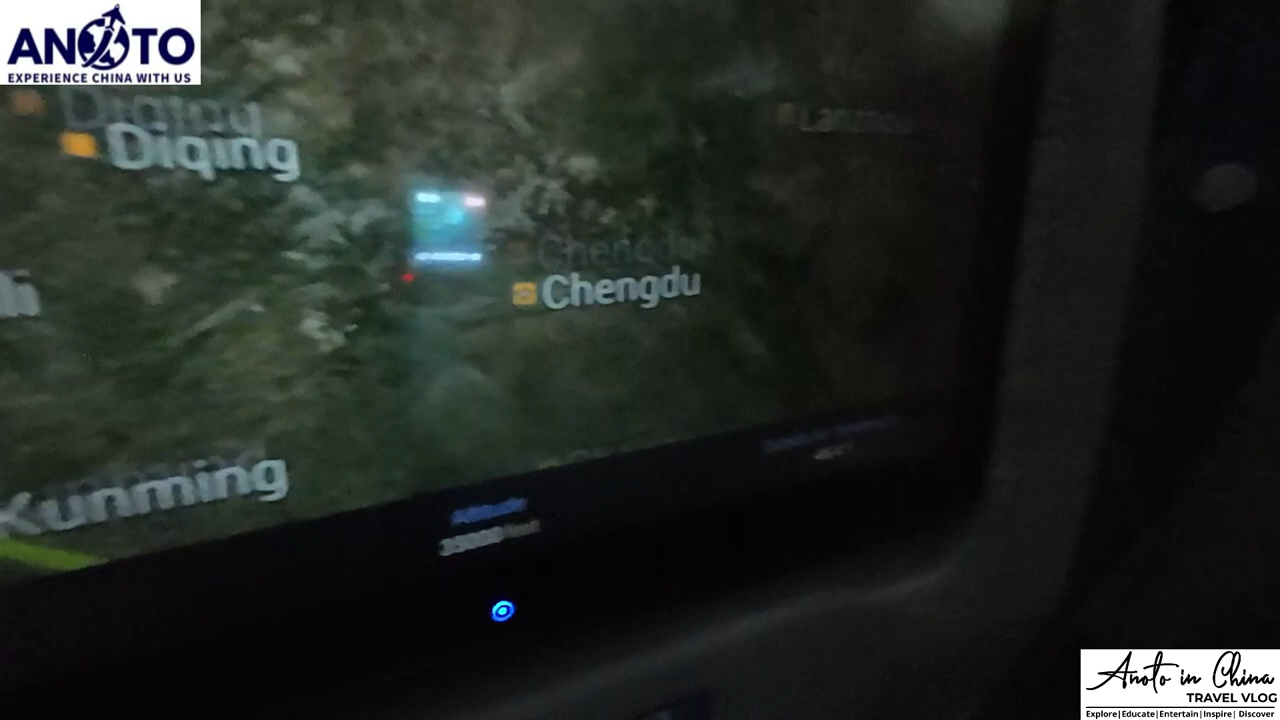 ANOTO
EXPERIENCE CHINA WITH US
Diqing
Chengdu
Kunming
Altitude
Anoto in China
TRAVEL VLOG
Explore|Educate|Entertain|Inspire| Discover